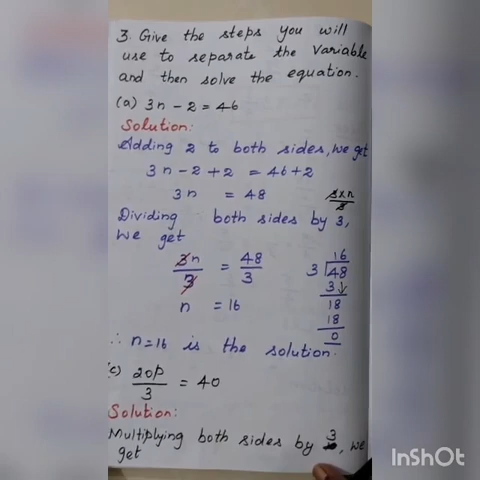 3. Give the steps you will
use to separate the variable
and then solve the equation.
(a) 3n - 2 = 46
Solution:
Adding 2 to both sides, we get
3n - 2 + 2 = 46 + 2
3n = 48
3 x n / 3
Dividing both sides by 3,
we get
3n / 3 = 48 / 3
n = 16
16
3 √48
3 ↓
18
18
0
∴ n = 16 is the solution.
(c) 20p / 3 = 40
Solution:
Multiplying both sides by 3, we
get
InShOt